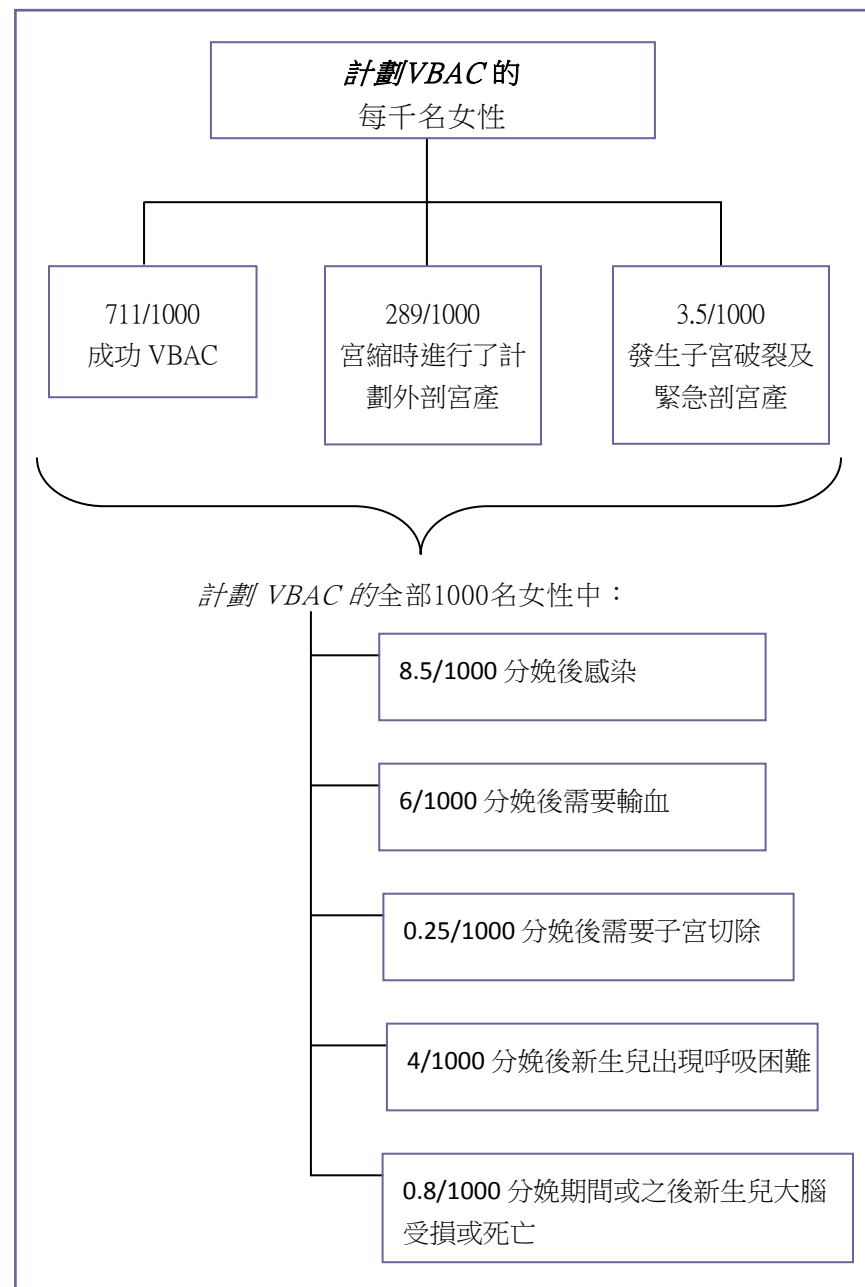 計劃VBAC 的
每千名女性
711/1000
成功 VBAC
289/1000
宮縮時進行了計
劃外剖宮產
3.5/1000
發生子宮破裂及
緊急剖宮產
計劃 VBAC 的全部1000名女性中：
8.5/1000 分娩後感染
6/1000 分娩後需要輸血
0.25/1000 分娩後需要子宮切除
4/1000 分娩後新生兒出現呼吸困難
0.8/1000 分娩期間或之後新生兒大腦
受損或死亡